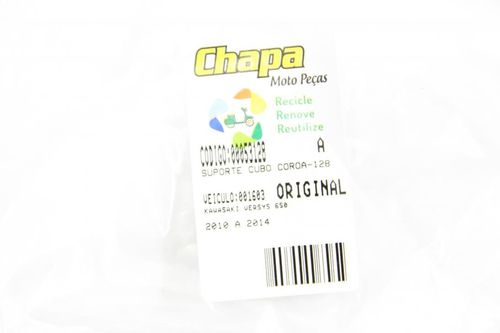 Chapa
Moto Peças
Recicle
Renove
Reutilize
CODIGO:00053128 A
SUPORTE CUBO COROA-128
VEICULO:001603 ORIGINAL
KAWASAKI VERSYS 650
2010 A 2014